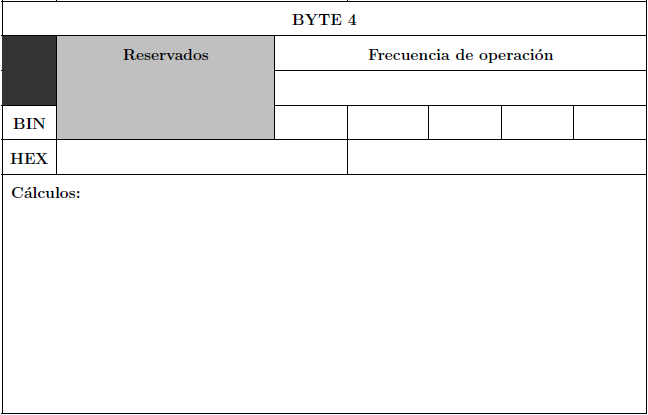 BYTE 4
Reservados Frecuencia de operación
BIN
HEX
Cálculos: